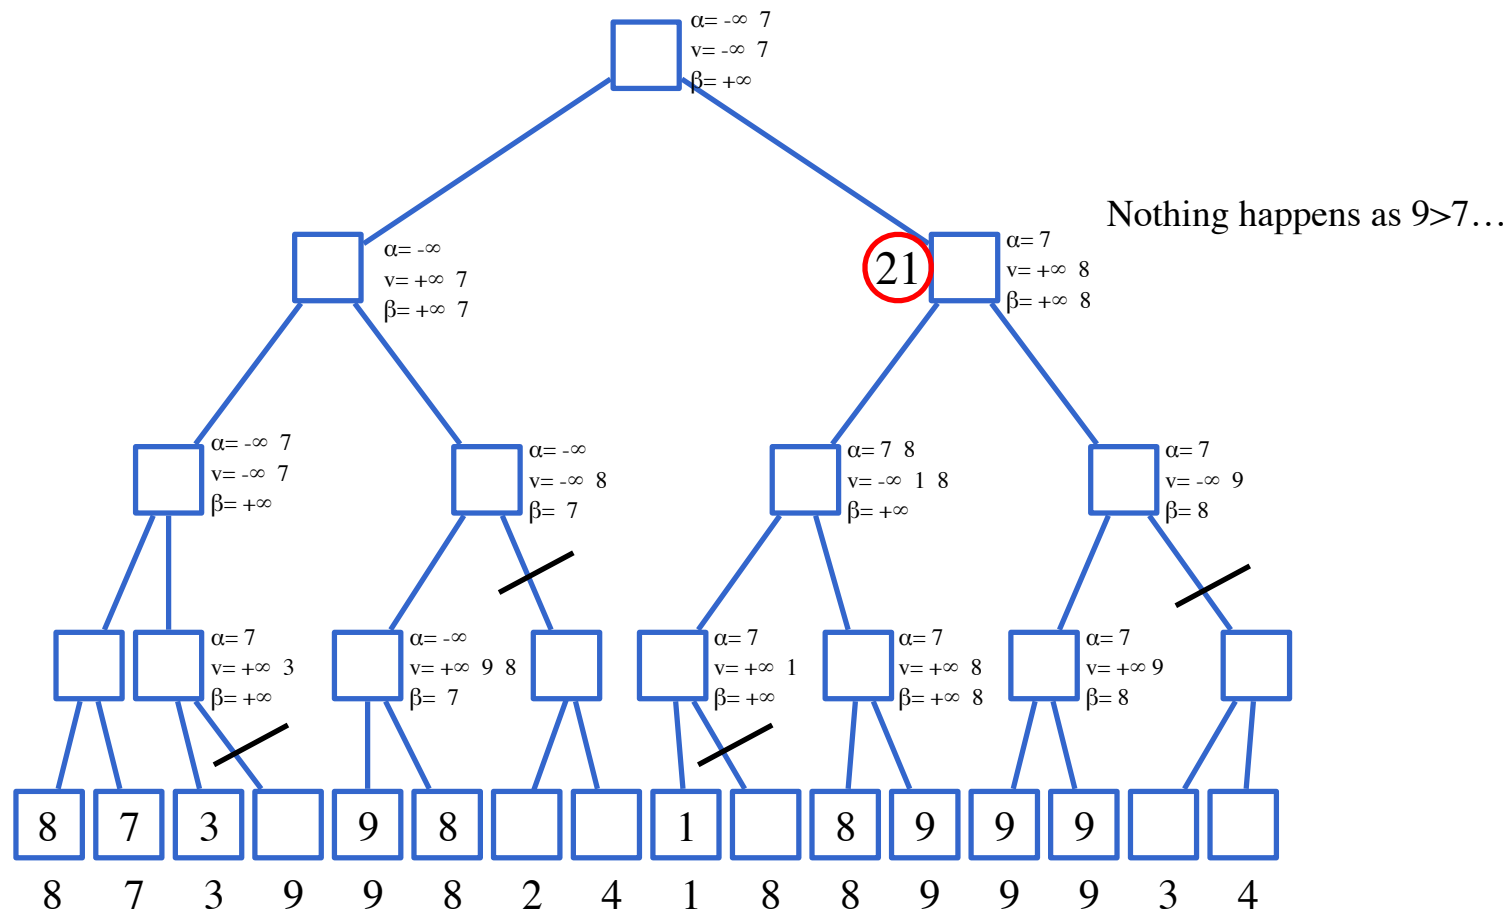 α= -∞ 7
v= -∞ 7
β= +∞
Nothing happens as 9>7…
α= -∞
v= +∞ 7
β= +∞ 7
21
α= 7
v= +∞ 8
β= +∞ 8
α= -∞ 7
v= -∞ 7
β= +∞
α= -∞
v= -∞ 8
β= 7
α= 7 8
v= -∞ 1 8
β= +∞
α= 7
v= -∞ 9
β= 8
α= 7
v= +∞ 3
β= +∞
α= -∞
v= +∞ 9 8
β= 7
α= 7
v= +∞ 1
β= +∞
α= 7
v= +∞ 8
β= +∞ 8
α= 7
v= +∞ 9
β= 8
8 7 3 9 8 1 8 9 9 9
8 7 3 9 9 8 2 4 1 8 8 9 9 9 3 4